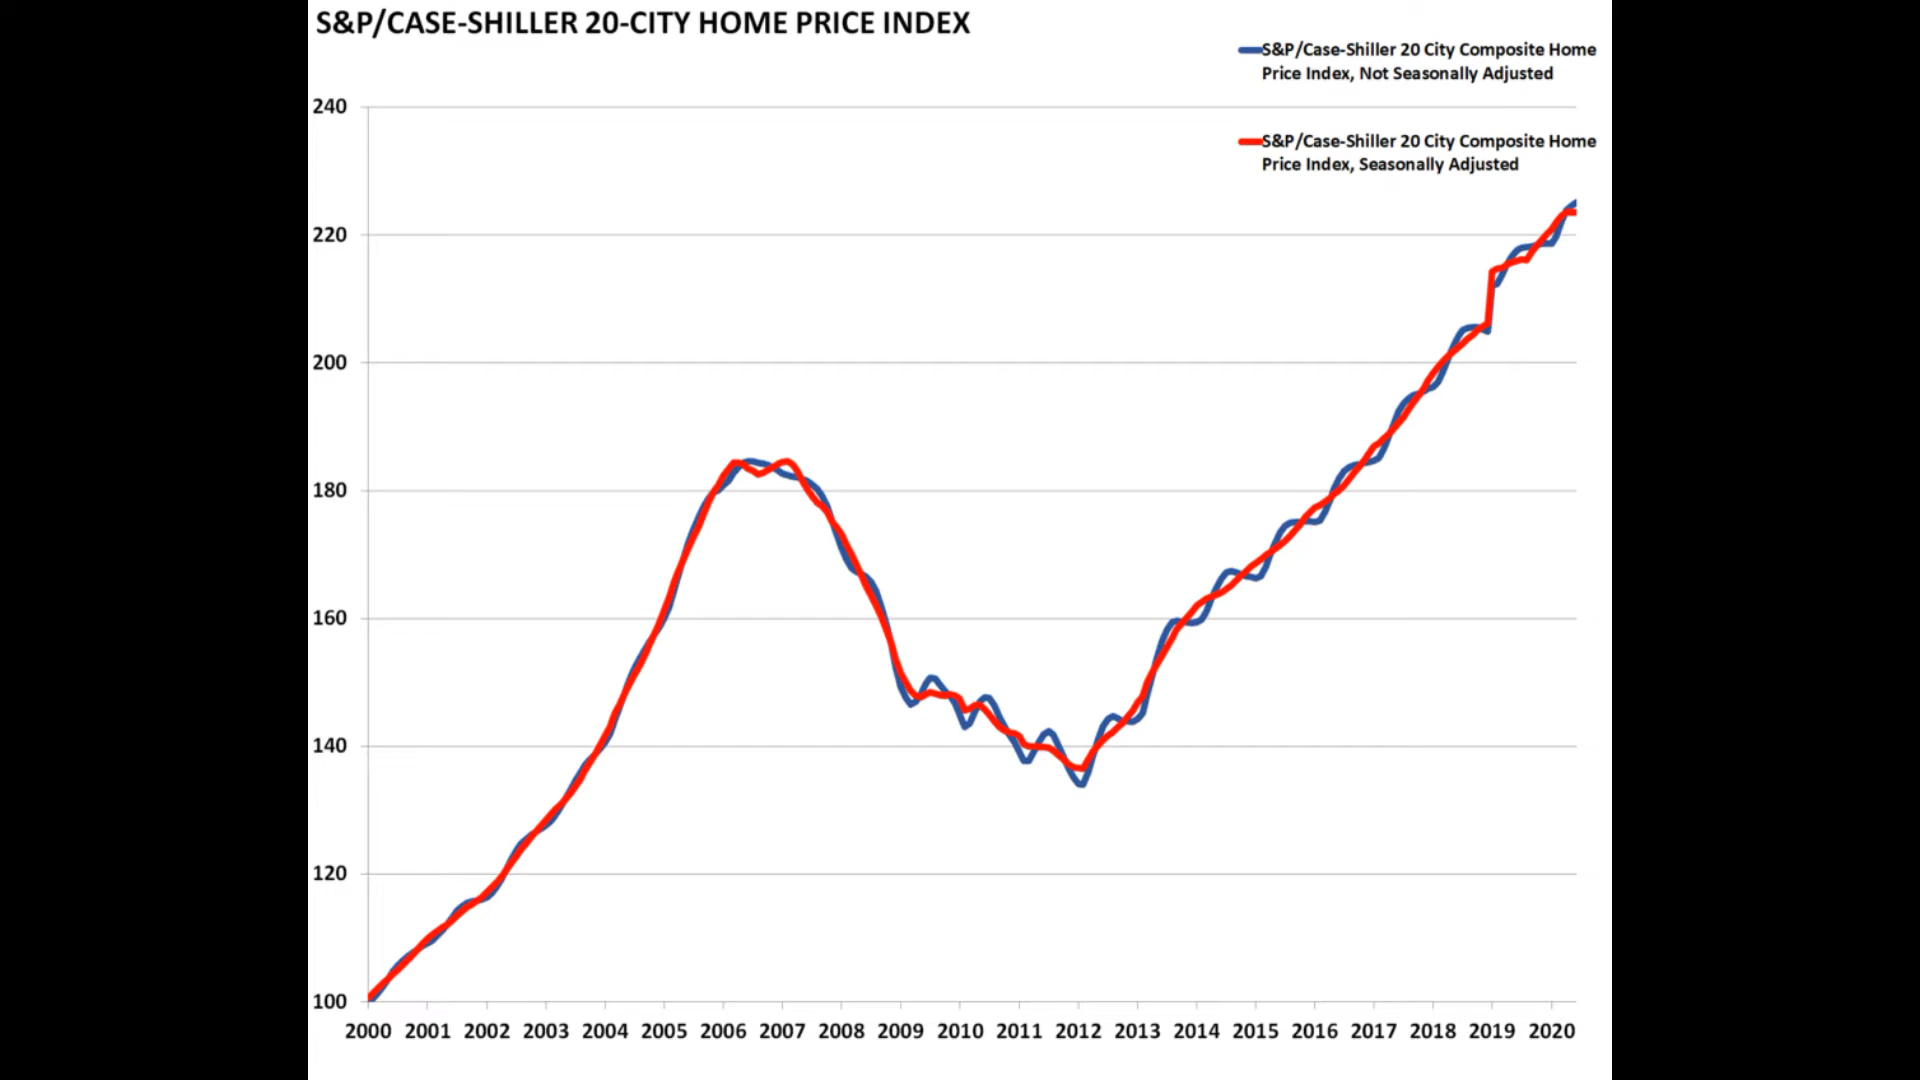 S&P/CASE-SHILLER 20-CITY HOME PRICE INDEX
S&P/Case-Shiller 20 City Composite Home
Price Index, Not Seasonally Adjusted
S&P/Case-Shiller 20 City Composite Home
Price Index, Seasonally Adjusted
240
220
200
180
160
140
120
100
2000 2001 2002 2003 2004 2005 2006 2007 2008 2009 2010 2011 2012 2013 2014 2015 2016 2017 2018 2019 2020